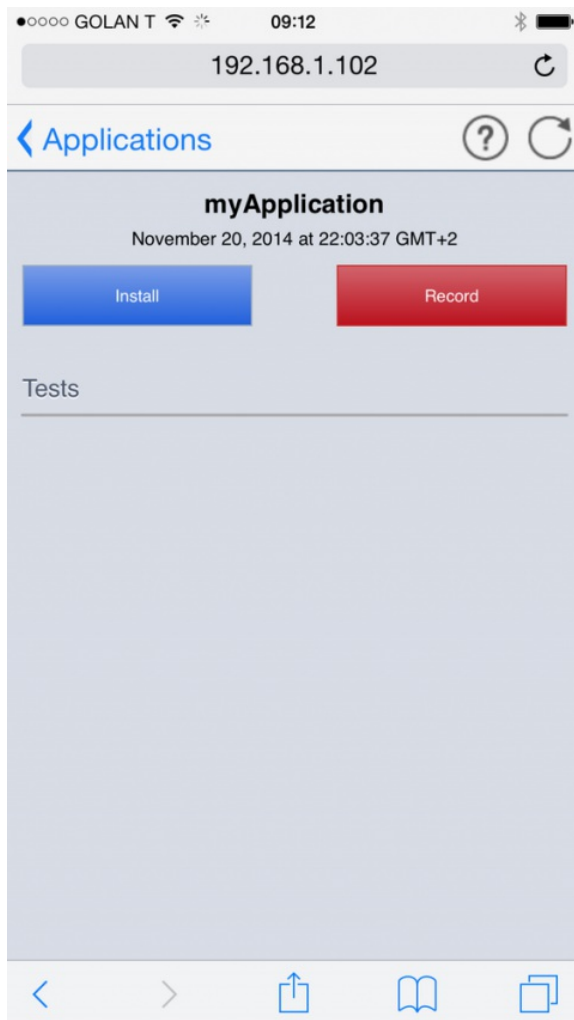 GOLAN T 09:12
192.168.1.102
Applications ?
myApplication
November 20, 2014 at 22:03:37 GMT+2
Install Record
Tests